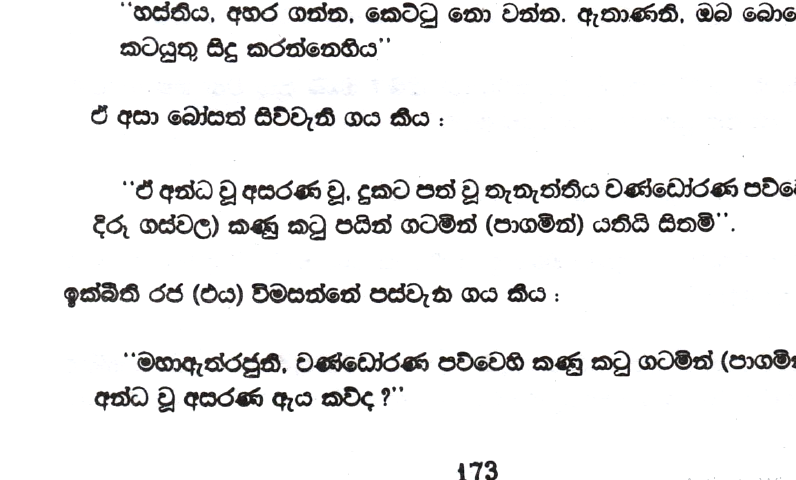 “හස්තිය, අහර ගන්න, කෙට්ටු නො වන්න. ඇතාණනි, ඔබ
කටයුතු සිදු කරන්නෙහිය”
ඒ අසා බෝසත් සිව්වැනි ගය කීය :
“ඒ අන්ධ වූ අසරණ වූ, දුකට පත් වූ තැනැත්තිය චණ්ඩෝරණ
දිරූ ගස්වල) කණු කටු පයින් ගටමින් (පාගමින්) යතියි සිතමි”.
ඉක්බිති රජ (එය) විමසන්නේ පස්වැනි ගය කීය :
“මහාඇත්රජුනි, චණ්ඩෝරණ පව්වෙහි කණු කටු ගටමින්
අන්ධ වූ අසරණ ඇය කව්ද ?”
173